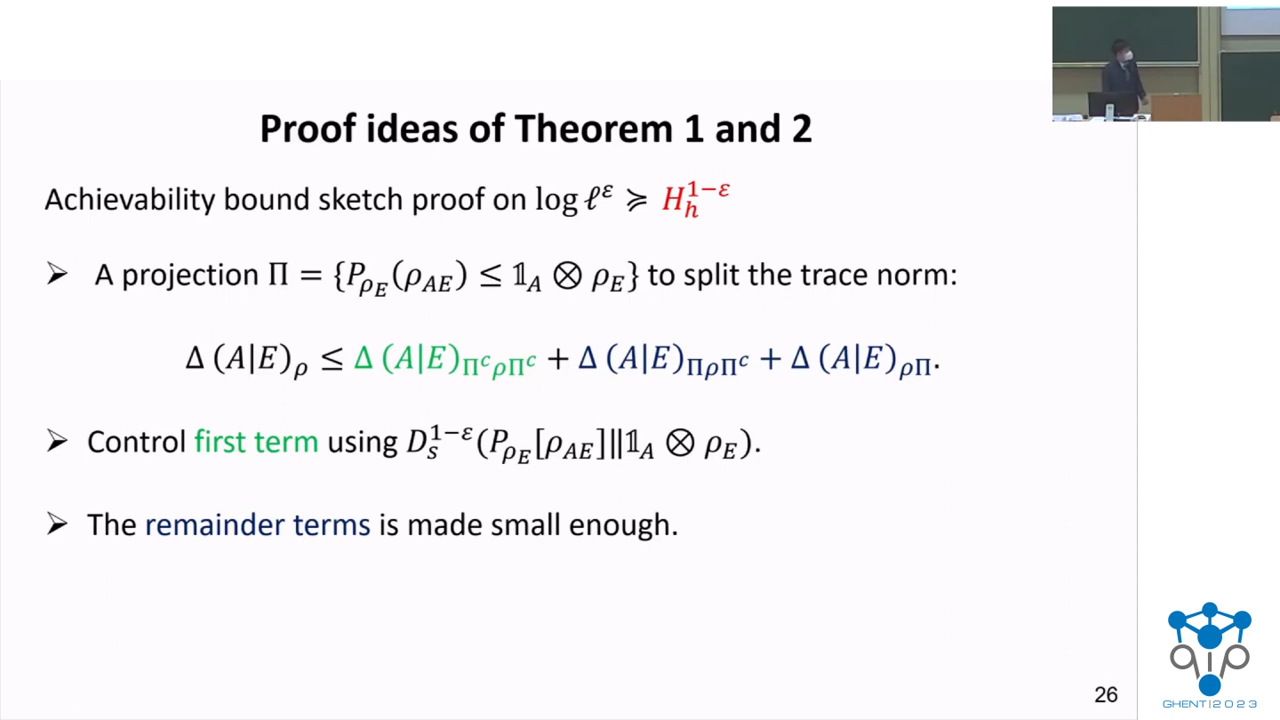 Proof ideas of Theorem 1 and 2
Achievability bound sketch proof on log ℓ^ε ≽ H_h^{1−ε}
➢ A projection Π = {P_{ρ_E}(ρ_{AE}) ≤ 𝟙_A ⊗ ρ_E} to split the trace norm:
Δ (A|E)_ρ ≤ Δ (A|E)_{Π^c ρ Π^c} + Δ (A|E)_{Π ρ Π^c} + Δ (A|E)_{ρΠ}.
➢ Control first term using D_s^{1−ε}(P_{ρ_E}[ρ_{AE}]‖𝟙_A ⊗ ρ_E).
➢ The remainder terms is made small enough.
26
qip
GHENT|2023